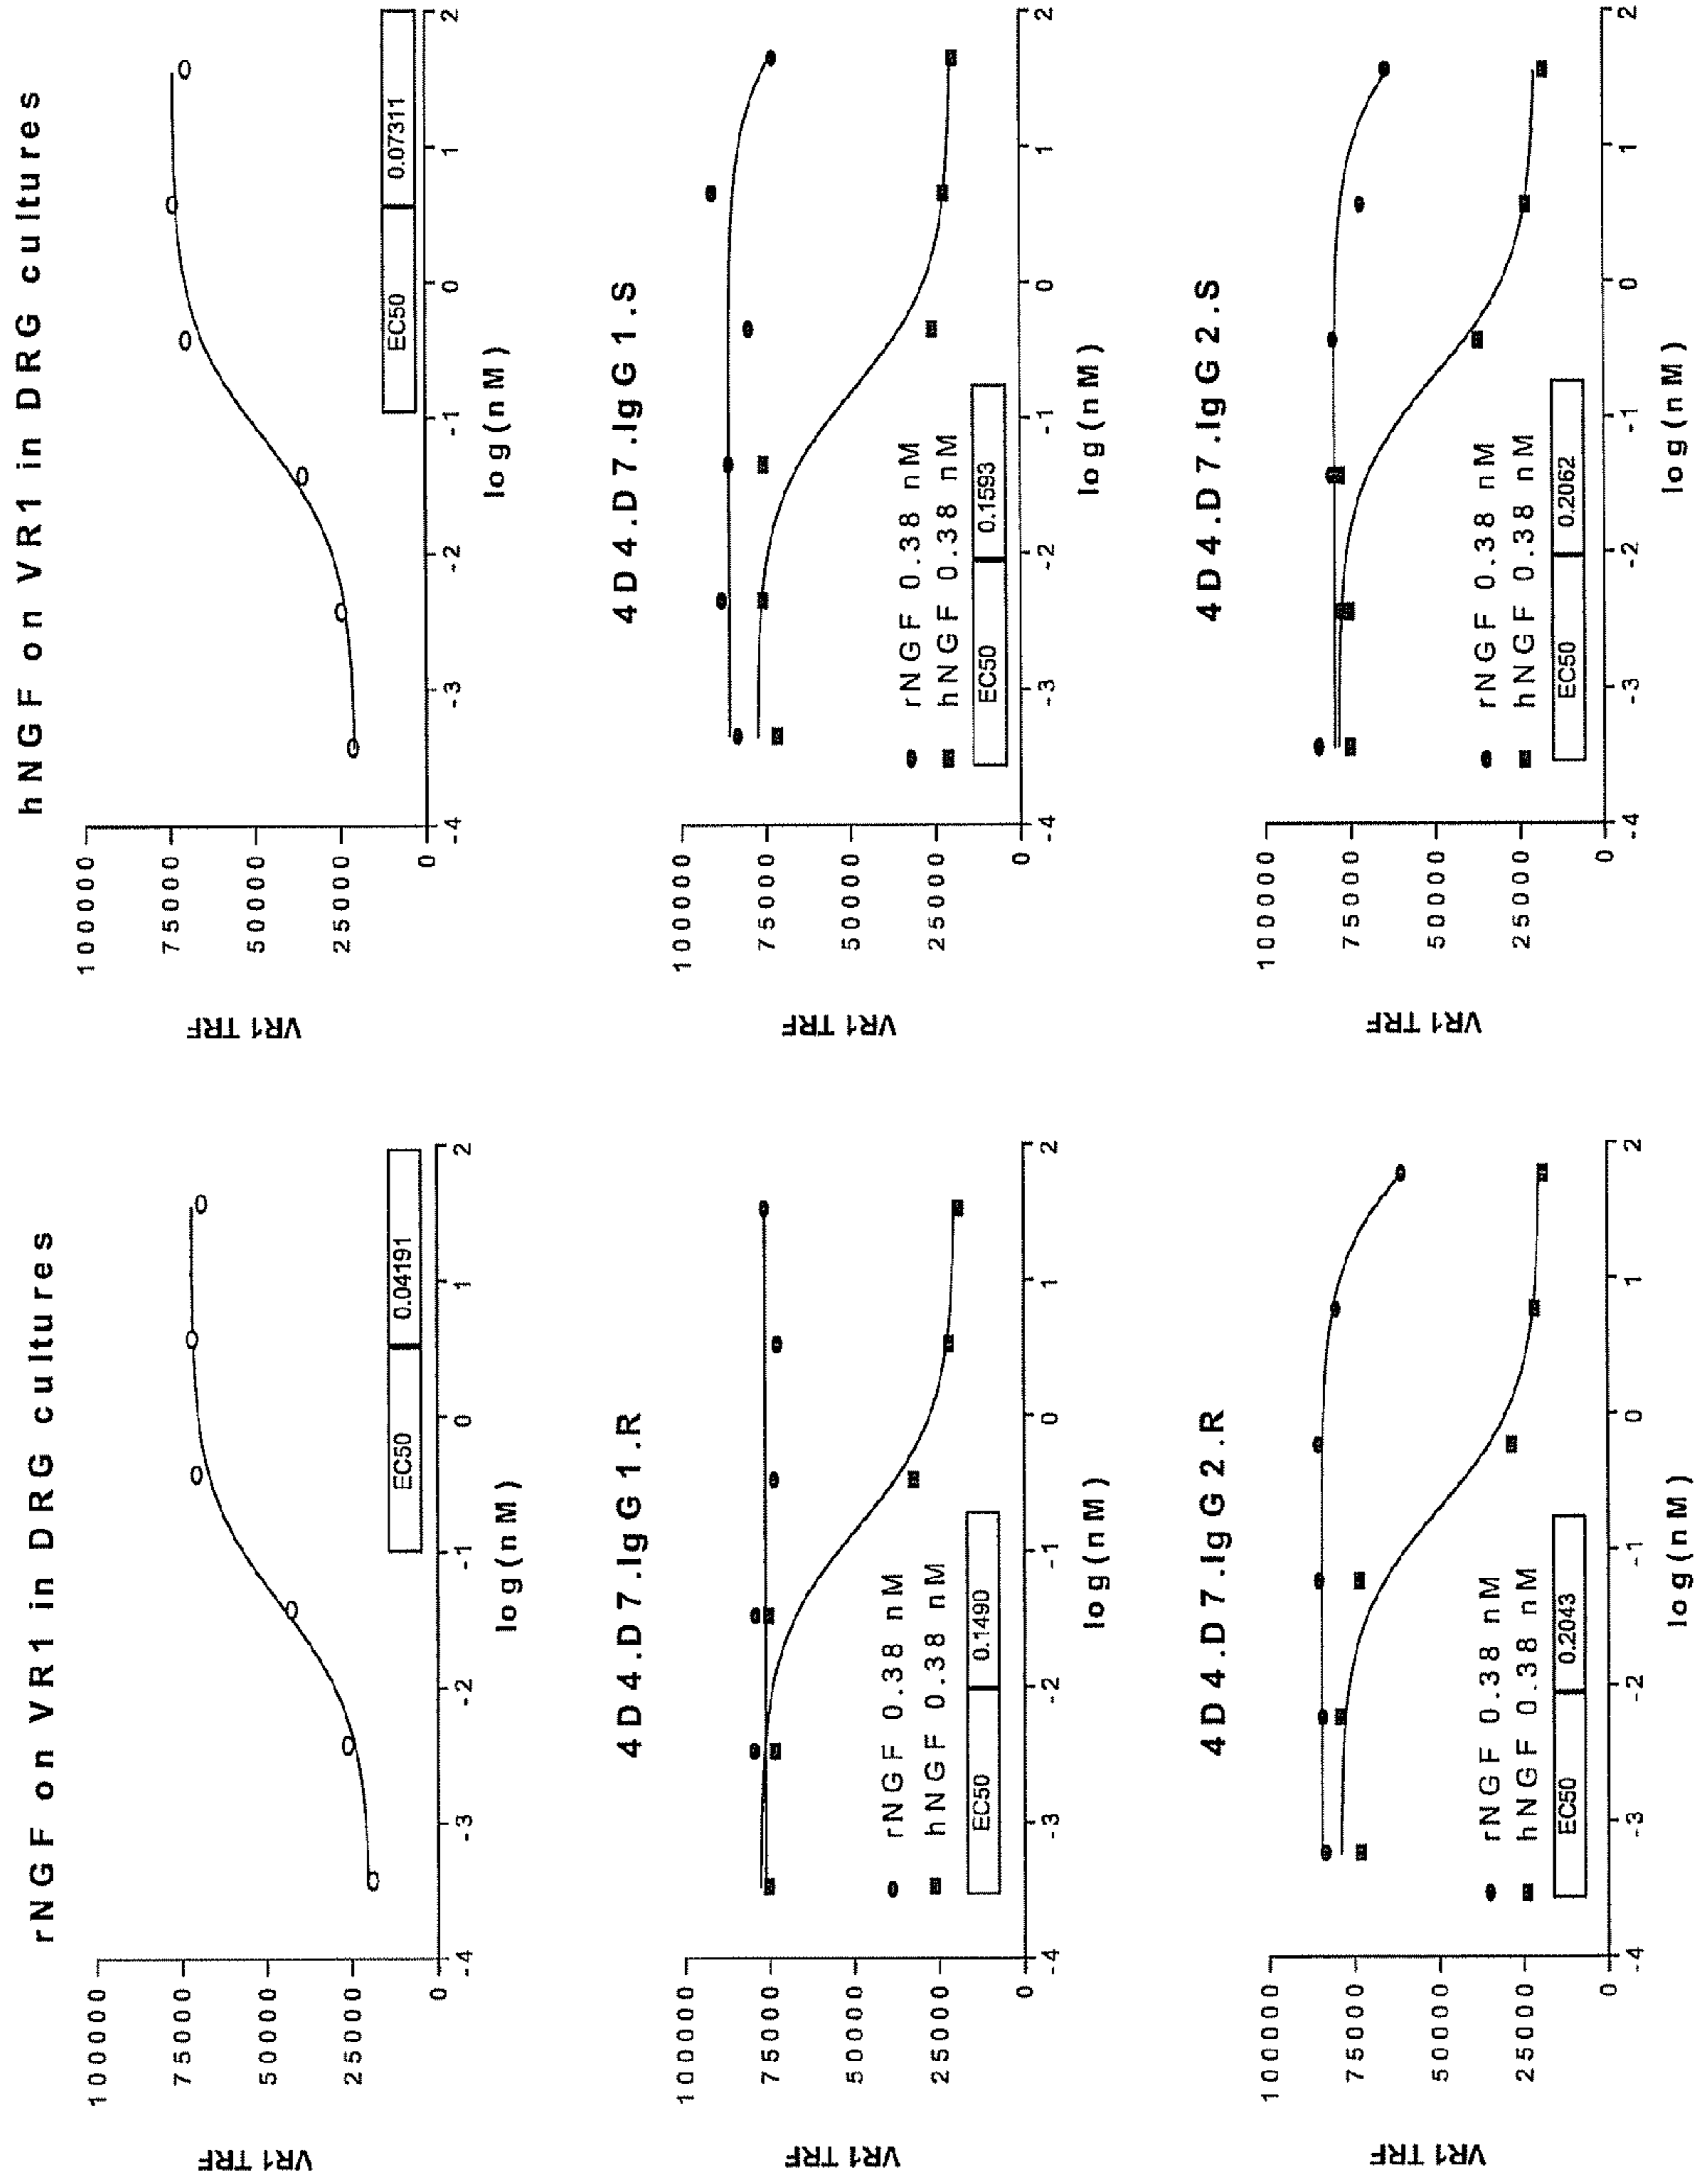 rNGF on VR1 in DRG cultures
100000
75000
50000
25000
0
VR1 TRF
EC50 0.04191
-4 -3 -2 -1 0 1 2
log(nM)
hNGF on VR1 in DRG cultures
100000
75000
50000
25000
0
VR1 TRF
EC50 0.07311
-4 -3 -2 -1 0 1 2
log(nM)
4D4.D7.IgG1.R
100000
75000
50000
25000
0
VR1 TRF
rNGF 0.38 nM
hNGF 0.38 nM
EC50 0.1490
-4 -3 -2 -1 0 1 2
log(nM)
4D4.D7.IgG1.S
100000
75000
50000
25000
0
VR1 TRF
rNGF 0.38 nM
hNGF 0.38 nM
EC50 0.1593
-4 -3 -2 -1 0 1 2
log(nM)
4D4.D7.IgG2.R
100000
75000
50000
25000
0
VR1 TRF
rNGF 0.38 nM
hNGF 0.38 nM
EC50 0.2043
-4 -3 -2 -1 0 1 2
log(nM)
4D4.D7.IgG2.S
100000
75000
50000
25000
0
VR1 TRF
rNGF 0.38 nM
hNGF 0.38 nM
EC50 0.2062
-4 -3 -2 -1 0 1 2
log(nM)